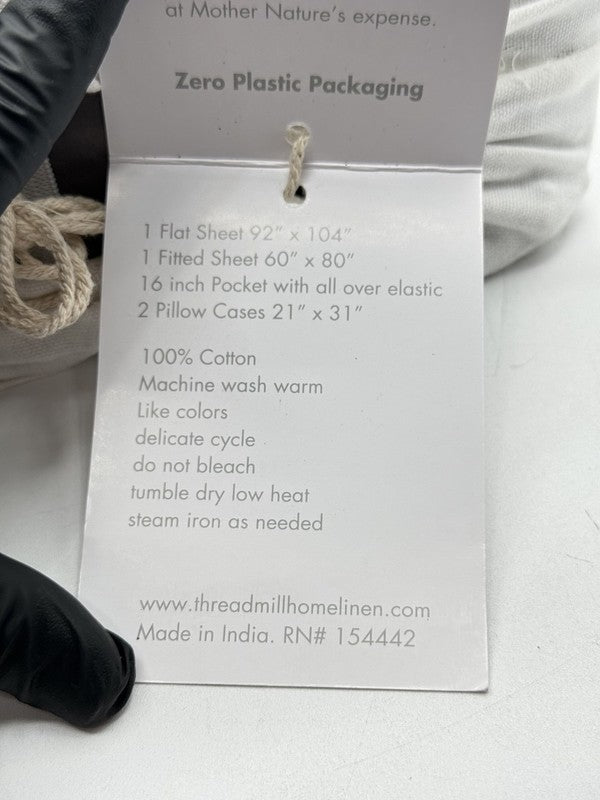 at Mother Nature's expense.
Zero Plastic Packaging
1 Flat Sheet 92" x 104"
1 Fitted Sheet 60" x 80"
16 inch Pocket with all over elastic
2 Pillow Cases 21" x 31"
100% Cotton
Machine wash warm
Like colors
delicate cycle
do not bleach
tumble dry low heat
steam iron as needed
www.threadmillhomelinen.com
Made in India. RN# 154442